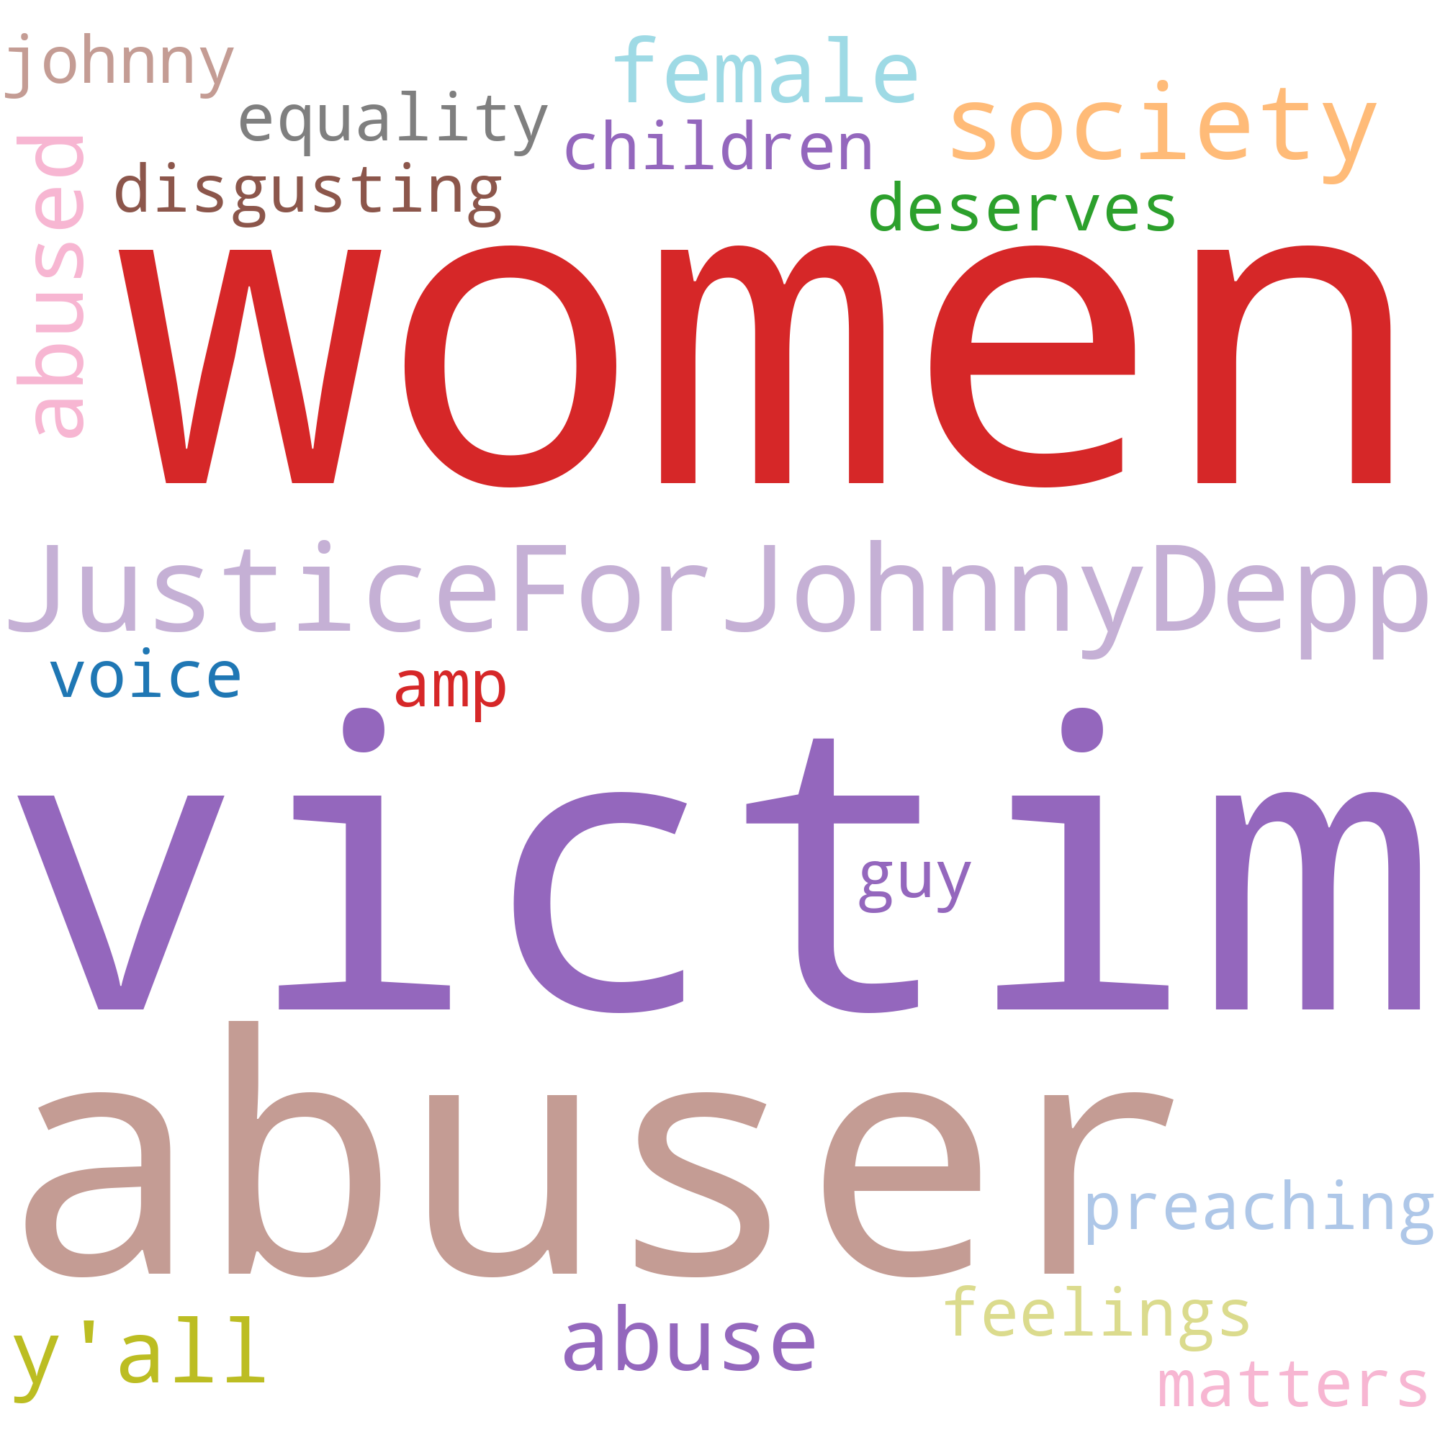 johnny
female
equality
society
children
abused
disgusting
deserves
women
JusticeForJohnnyDepp
voice
amp
victim
guy
abuser
preaching
feelings
y'all
abuse
matters